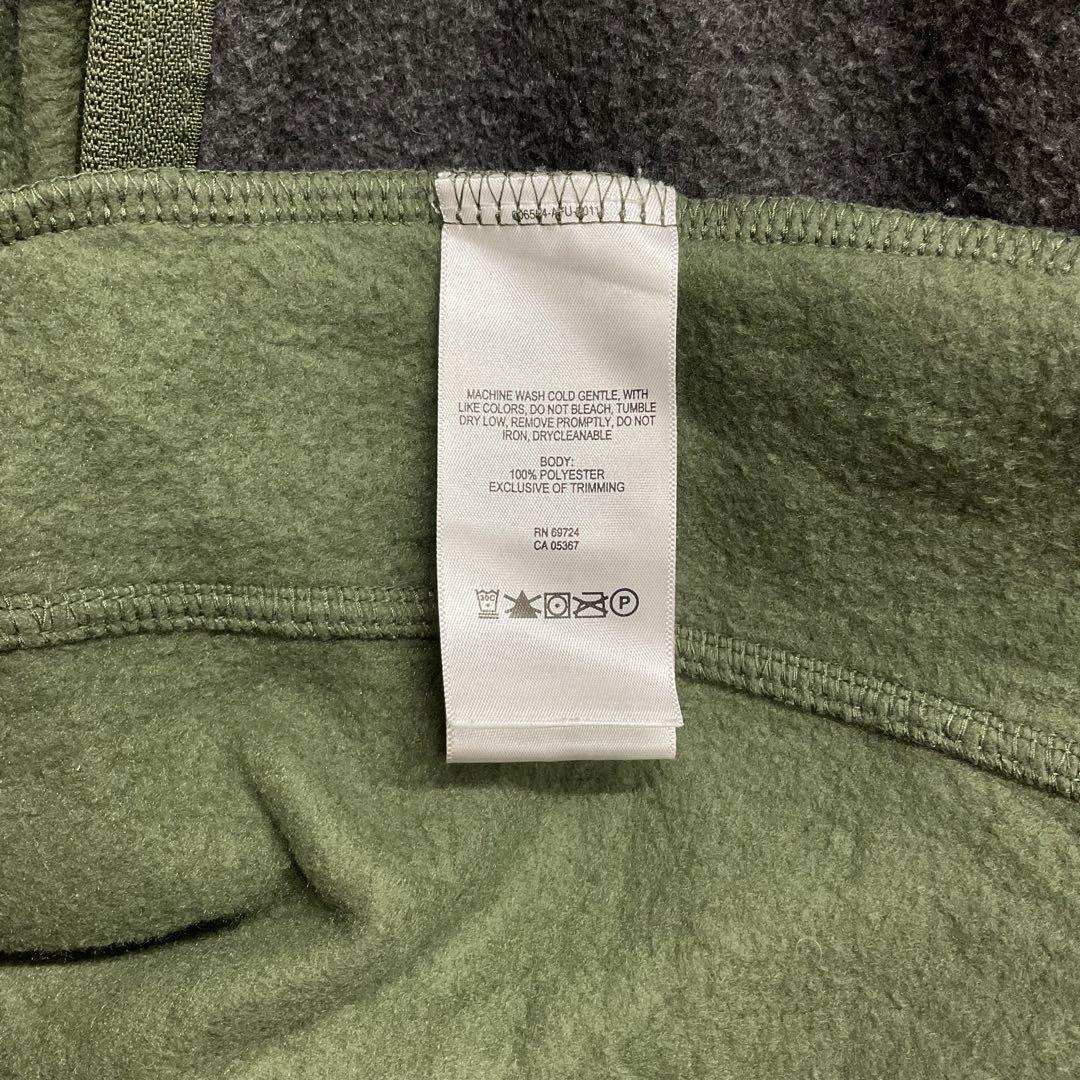 MACHINE WASH COLD GENTLE, WITH
LIKE COLORS, DO NOT BLEACH, TUMBLE
DRY LOW, REMOVE PROMPTLY, DO NOT
IRON, DRYCLEANABLE
BODY:
100% POLYESTER
EXCLUSIVE OF TRIMMING
RN 69724
CA 05367
30C P